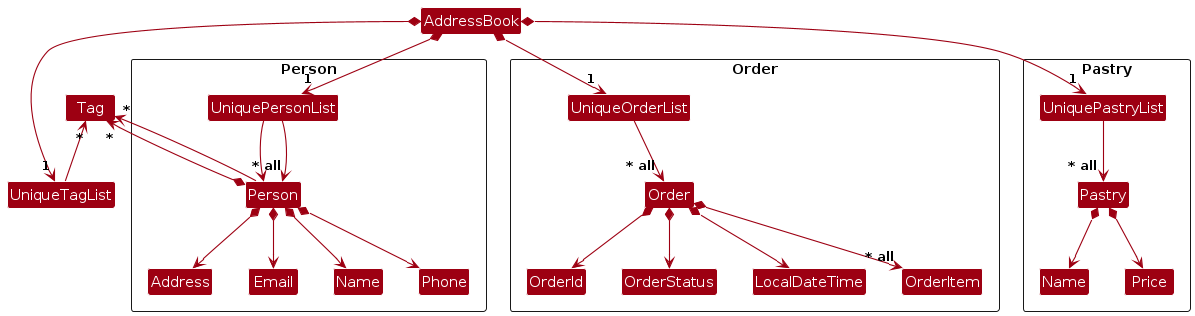 AddressBook
Person
Order
Pastry
1
1
1
Tag
*
UniquePersonList
UniqueOrderList
UniquePastryList
*
*
1
* all
* all
* all
UniqueTagList
Person
Order
Pastry
* all
Address
Email
Name
Phone
OrderId
OrderStatus
LocalDateTime
OrderItem
Name
Price